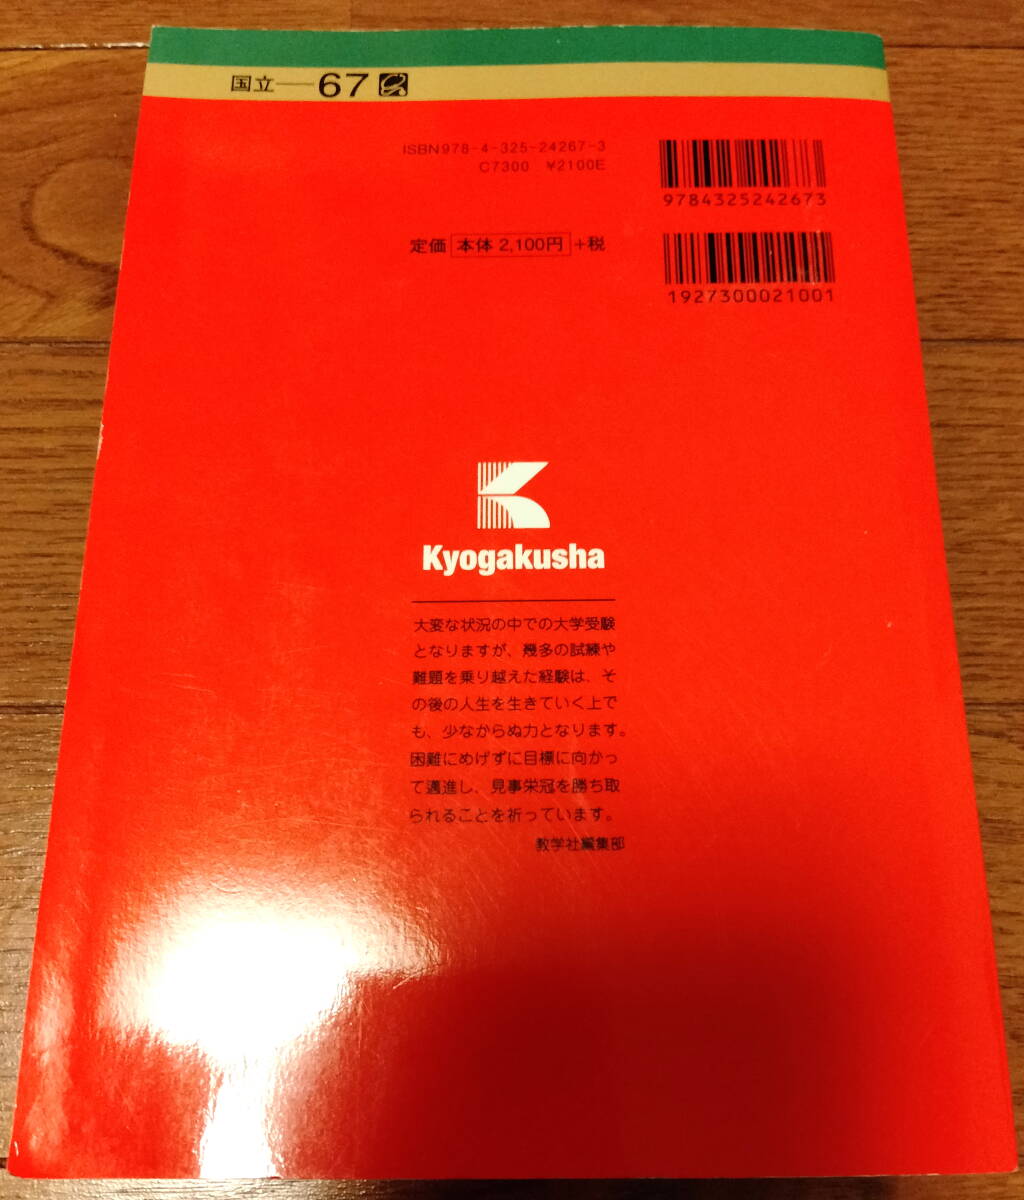 国立—67
ISBN978-4-325-24267-3
C7300 ¥2100E
9784325242673
定価 本体 2,100円 +税
1927300021001
Kyogakusha
大変な状況の中での大学受験
となりますが、幾多の試練や
難題を乗り越えた経験は、そ
の後の人生を生きていく上で
も、少なからぬ力となります。
困難にめげずに目標に向かっ
て邁進し、見事栄冠を勝ち取
られることを祈っています。
教学社編集部